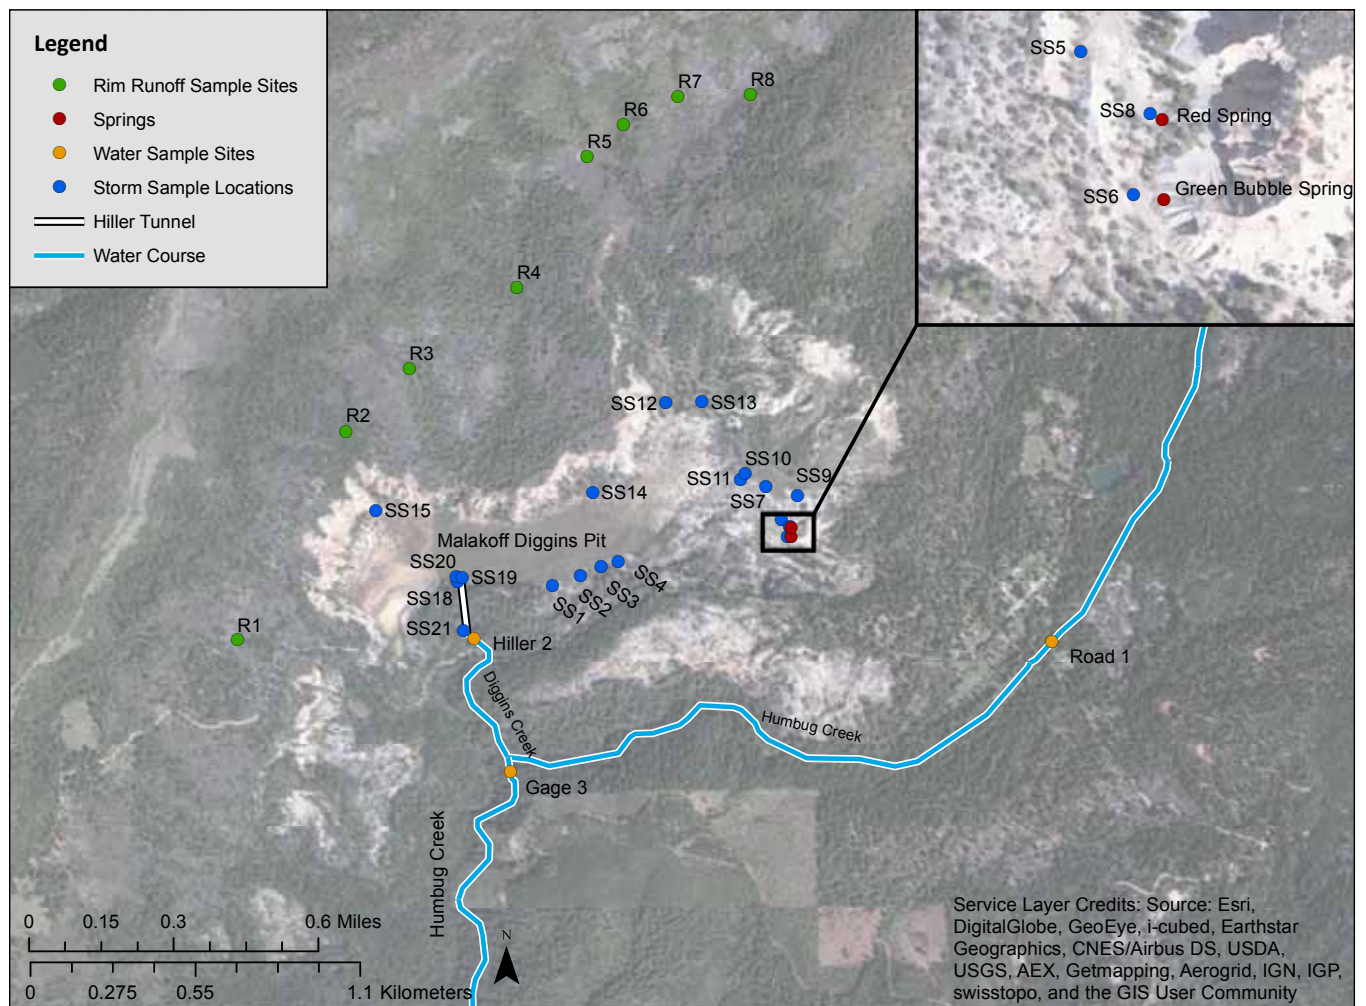 Legend
Rim Runoff Sample Sites
Springs
Water Sample Sites
Storm Sample Locations
Hiller Tunnel
Water Course
R7
R8
R6
R5
R4
R3
R2
R1
SS5
SS8
Red Spring
SS6
Green Bubble Spring
SS12
SS13
SS10
SS11
SS9
SS7
SS14
SS15
Malakoff Diggins Pit
SS20
SS19
SS18
SS4
SS3
SS2
SS1
SS21
Hiller 2
Road 1
Diggins Creek
Humbug Creek
Gage 3
Humbug Creek
0 0.15 0.3 0.6 Miles
0 0.275 0.55 1.1 Kilometers
N
Service Layer Credits: Source: Esri,
DigitalGlobe, GeoEye, i-cubed, Earthstar
Geographics, CNES/Airbus DS, USDA,
USGS, AEX, Getmapping, Aerogrid, IGN, IGP,
swisstopo, and the GIS User Community